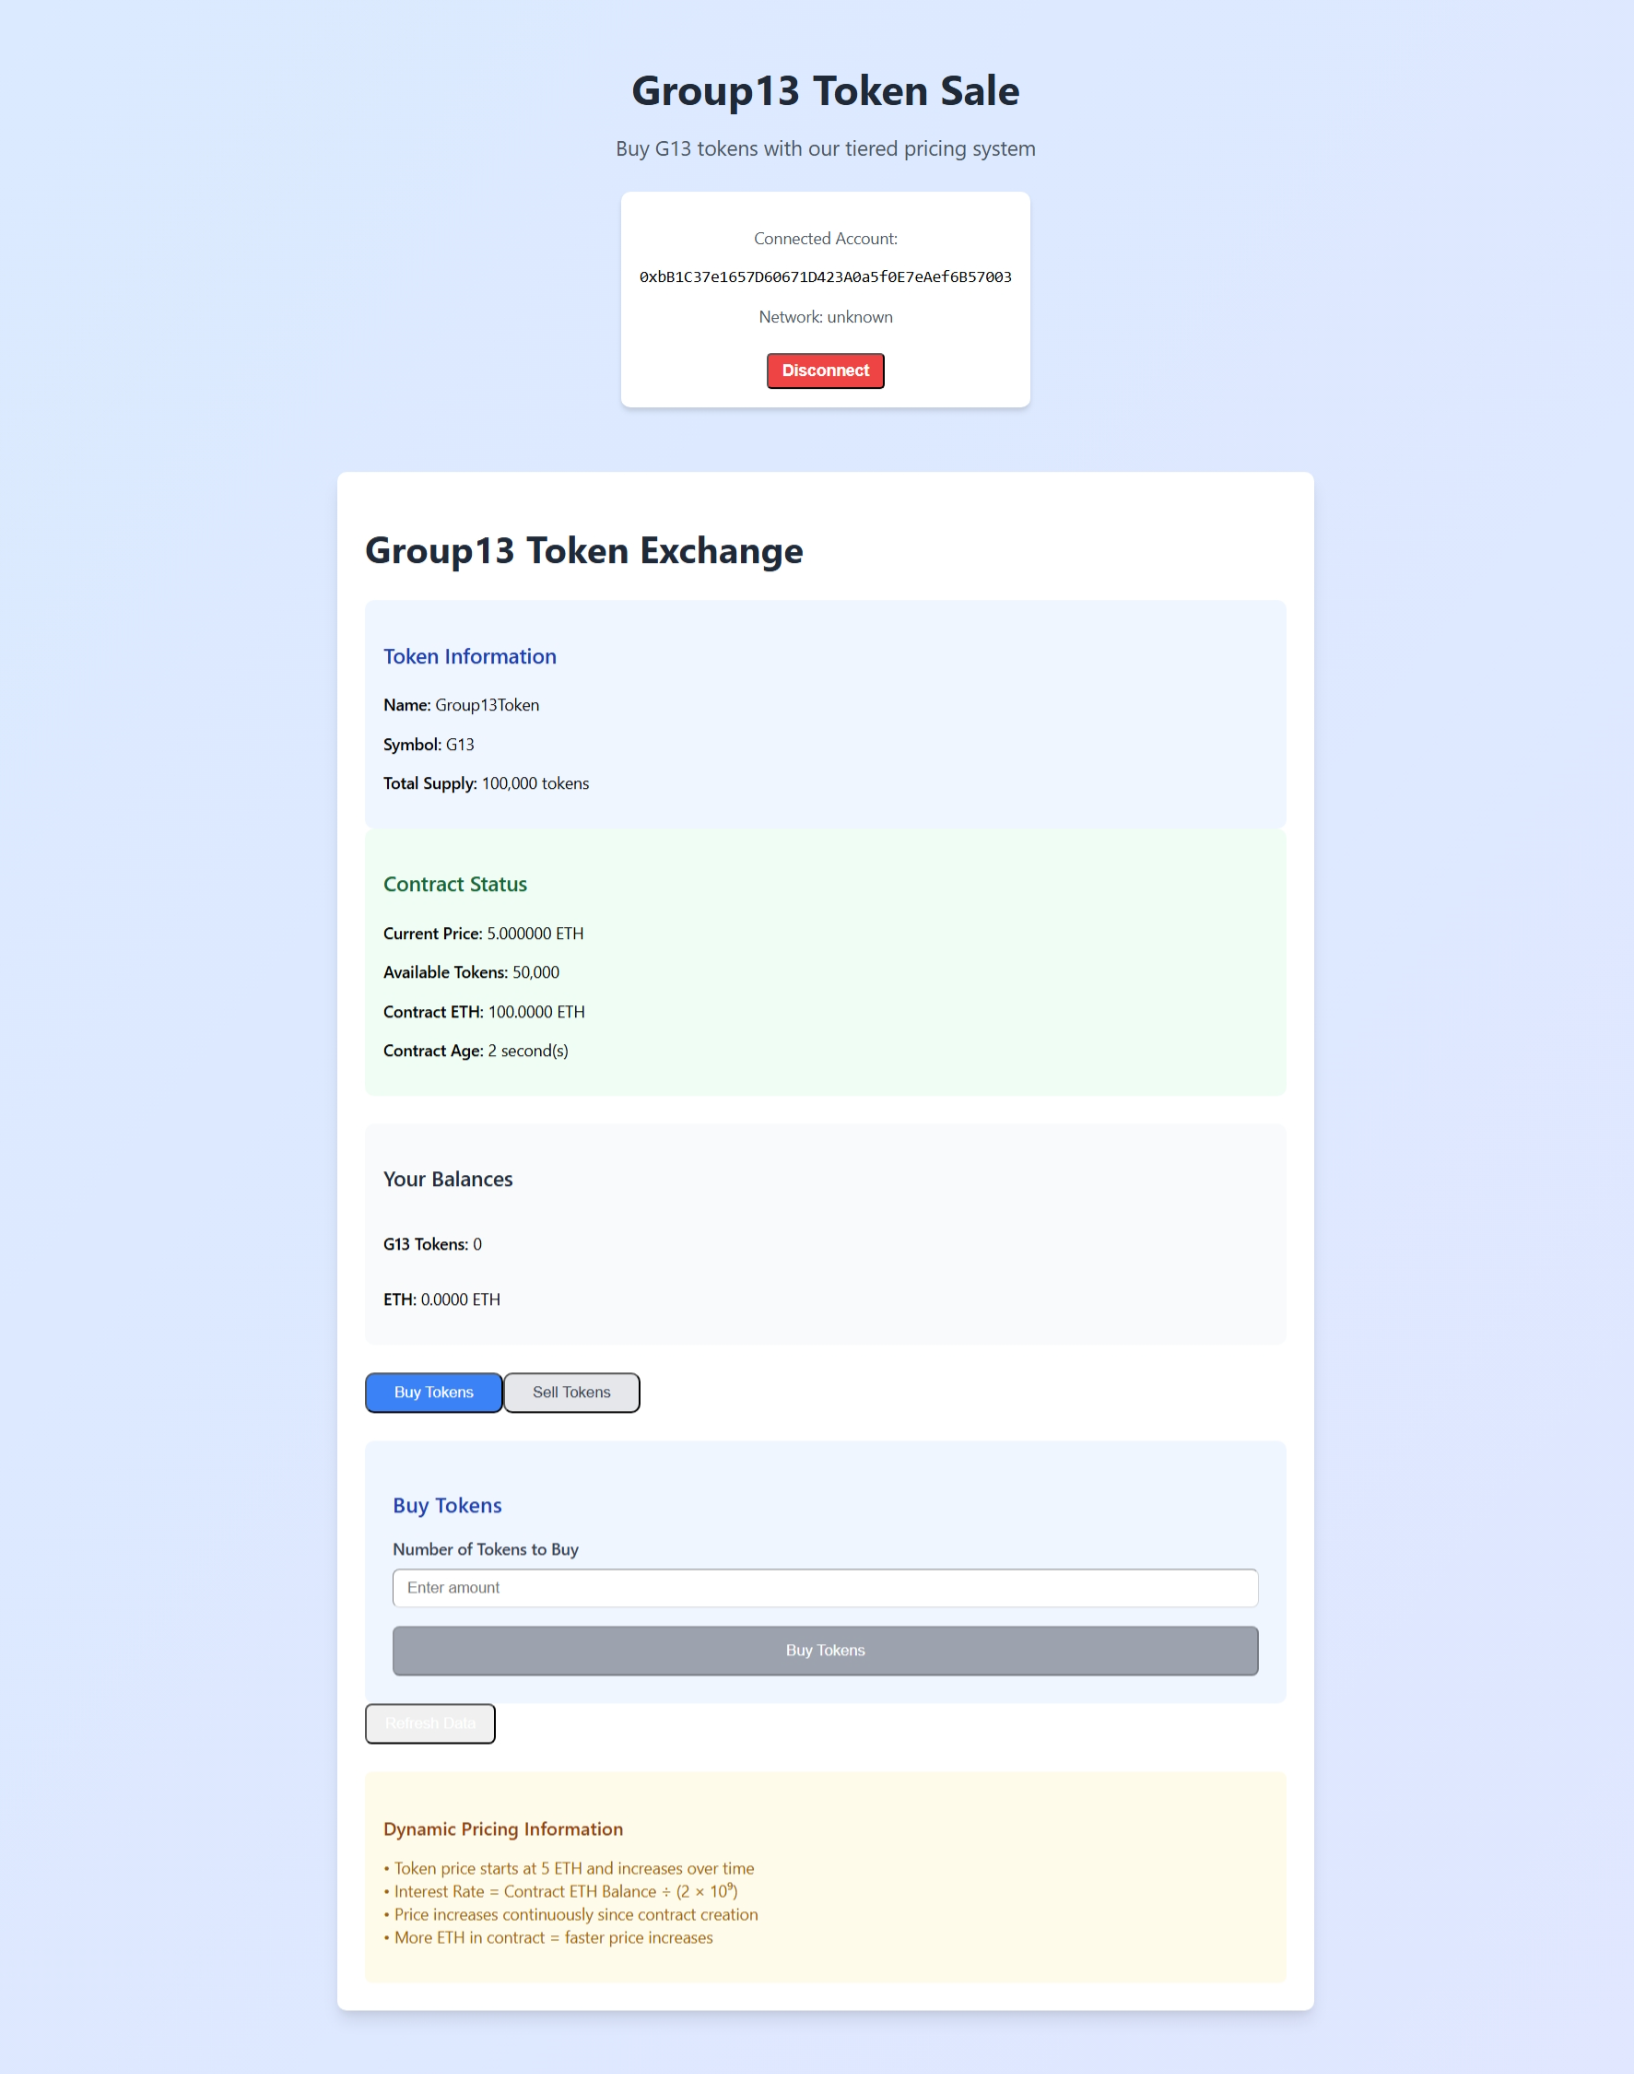 Group13 Token Sale
Buy G13 tokens with our tiered pricing system
Connected Account:
0xbB1C37e1657D60671D423A0a5f0E7eAef6B57003
Network: unknown
Disconnect
Group13 Token Exchange
Token Information
Name: Group13Token
Symbol: G13
Total Supply: 100,000 tokens
Contract Status
Current Price: 5.000000 ETH
Available Tokens: 50,000
Contract ETH: 100.0000 ETH
Contract Age: 2 second(s)
Your Balances
G13 Tokens: 0
ETH: 0.0000 ETH
Buy Tokens Sell Tokens
Buy Tokens
Number of Tokens to Buy
Enter amount
Buy Tokens
Refresh Data
Dynamic Pricing Information
• Token price starts at 5 ETH and increases over time
• Interest Rate = Contract ETH Balance ÷ (2 × 10⁹)
• Price increases continuously since contract creation
• More ETH in contract = faster price increases